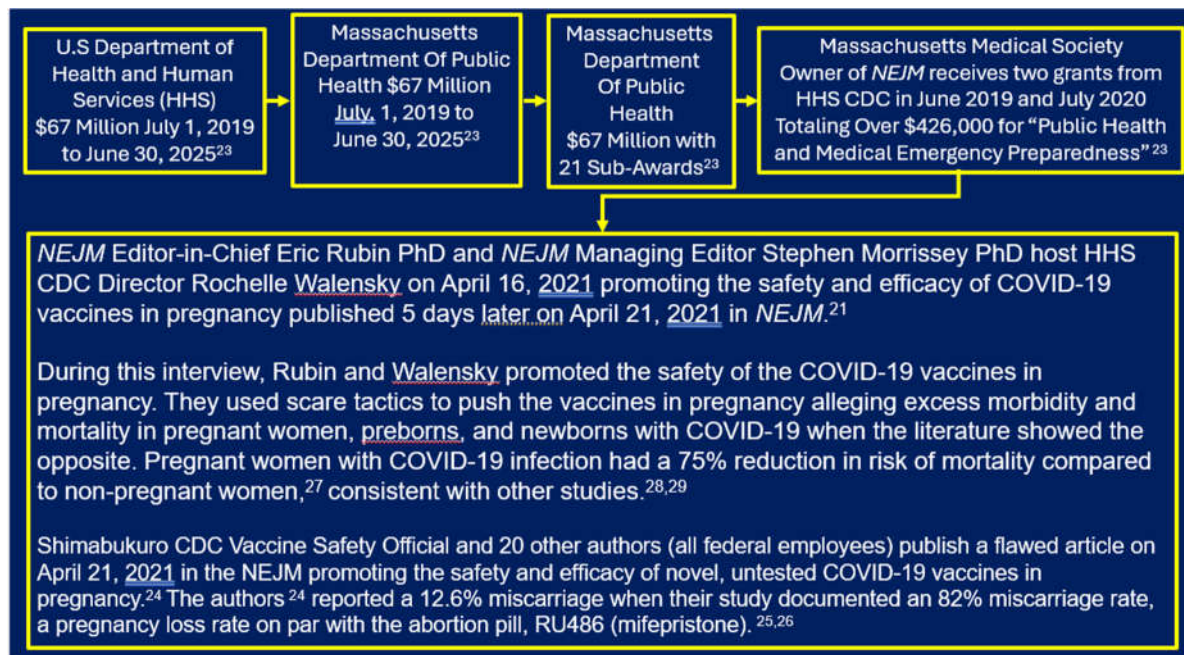 U.S Department of
Health and Human
Services (HHS)
$67 Million July 1, 2019
to June 30, 2025²³
Massachusetts
Department Of Public
Health $67 Million
July, 1, 2019 to
June 30, 2025²³
Massachusetts
Department
Of Public
Health
$67 Million with
21 Sub-Awards²³
Massachusetts Medical Society
Owner of NEJM receives two grants from
HHS CDC in June 2019 and July 2020
Totaling Over $426,000 for “Public Health
and Medical Emergency Preparedness” ²³
NEJM Editor-in-Chief Eric Rubin PhD and NEJM Managing Editor Stephen Morrissey PhD host HHS
CDC Director Rochelle Walensky on April 16, 2021 promoting the safety and efficacy of COVID-19
vaccines in pregnancy published 5 days later on April 21, 2021 in NEJM.²¹
During this interview, Rubin and Walensky promoted the safety of the COVID-19 vaccines in
pregnancy. They used scare tactics to push the vaccines in pregnancy alleging excess morbidity and
mortality in pregnant women, preborns, and newborns with COVID-19 when the literature showed the
opposite. Pregnant women with COVID-19 infection had a 75% reduction in risk of mortality compared
to non-pregnant women,²⁷ consistent with other studies.²⁸,²⁹
Shimabukuro CDC Vaccine Safety Official and 20 other authors (all federal employees) publish a flawed article on
April 21, 2021 in the NEJM promoting the safety and efficacy of novel, untested COVID-19 vaccines in
pregnancy.²⁴ The authors ²⁴ reported a 12.6% miscarriage when their study documented an 82% miscarriage rate,
a pregnancy loss rate on par with the abortion pill, RU486 (mifepristone). ²⁵,²⁶